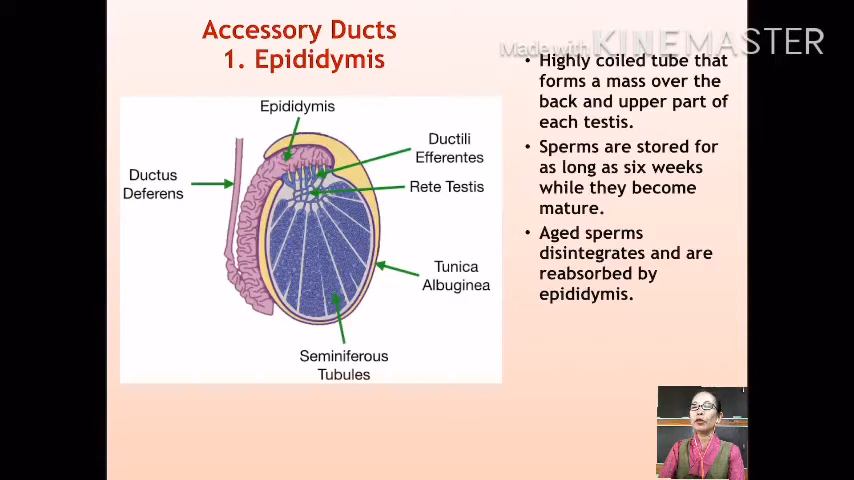 Accessory Ducts
1. Epididymis
Made with KINEMASTER
Epididymis
Ductili
Efferentes
Ductus
Deferens
Rete Testis
Tunica
Albuginea
Seminiferous
Tubules
• Highly coiled tube that
forms a mass over the
back and upper part of
each testis.
• Sperms are stored for
as long as six weeks
while they become
mature.
• Aged sperms
disintegrates and are
reabsorbed by
epididymis.